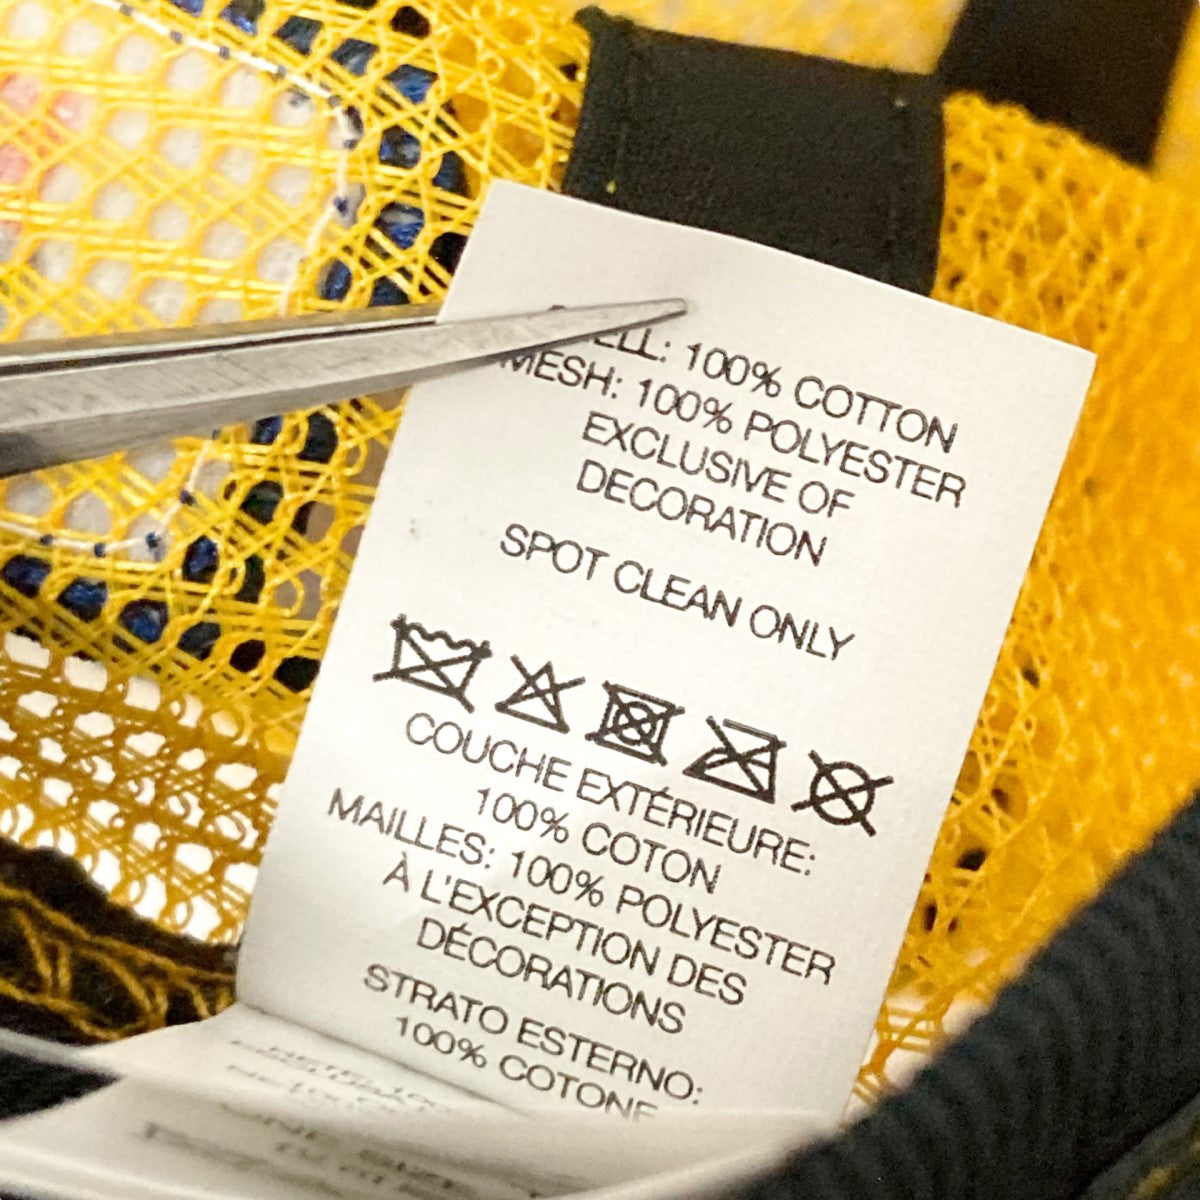 100% COTTON
MESH: 100% POLYESTER
EXCLUSIVE OF
DECORATION
SPOT CLEAN ONLY
COUCHE EXTÉRIEURE:
100% COTON
MAILLES: 100% POLYESTER
À L'EXCEPTION DES
DÉCORATIONS
STRATO ESTERNO:
100% COTONE